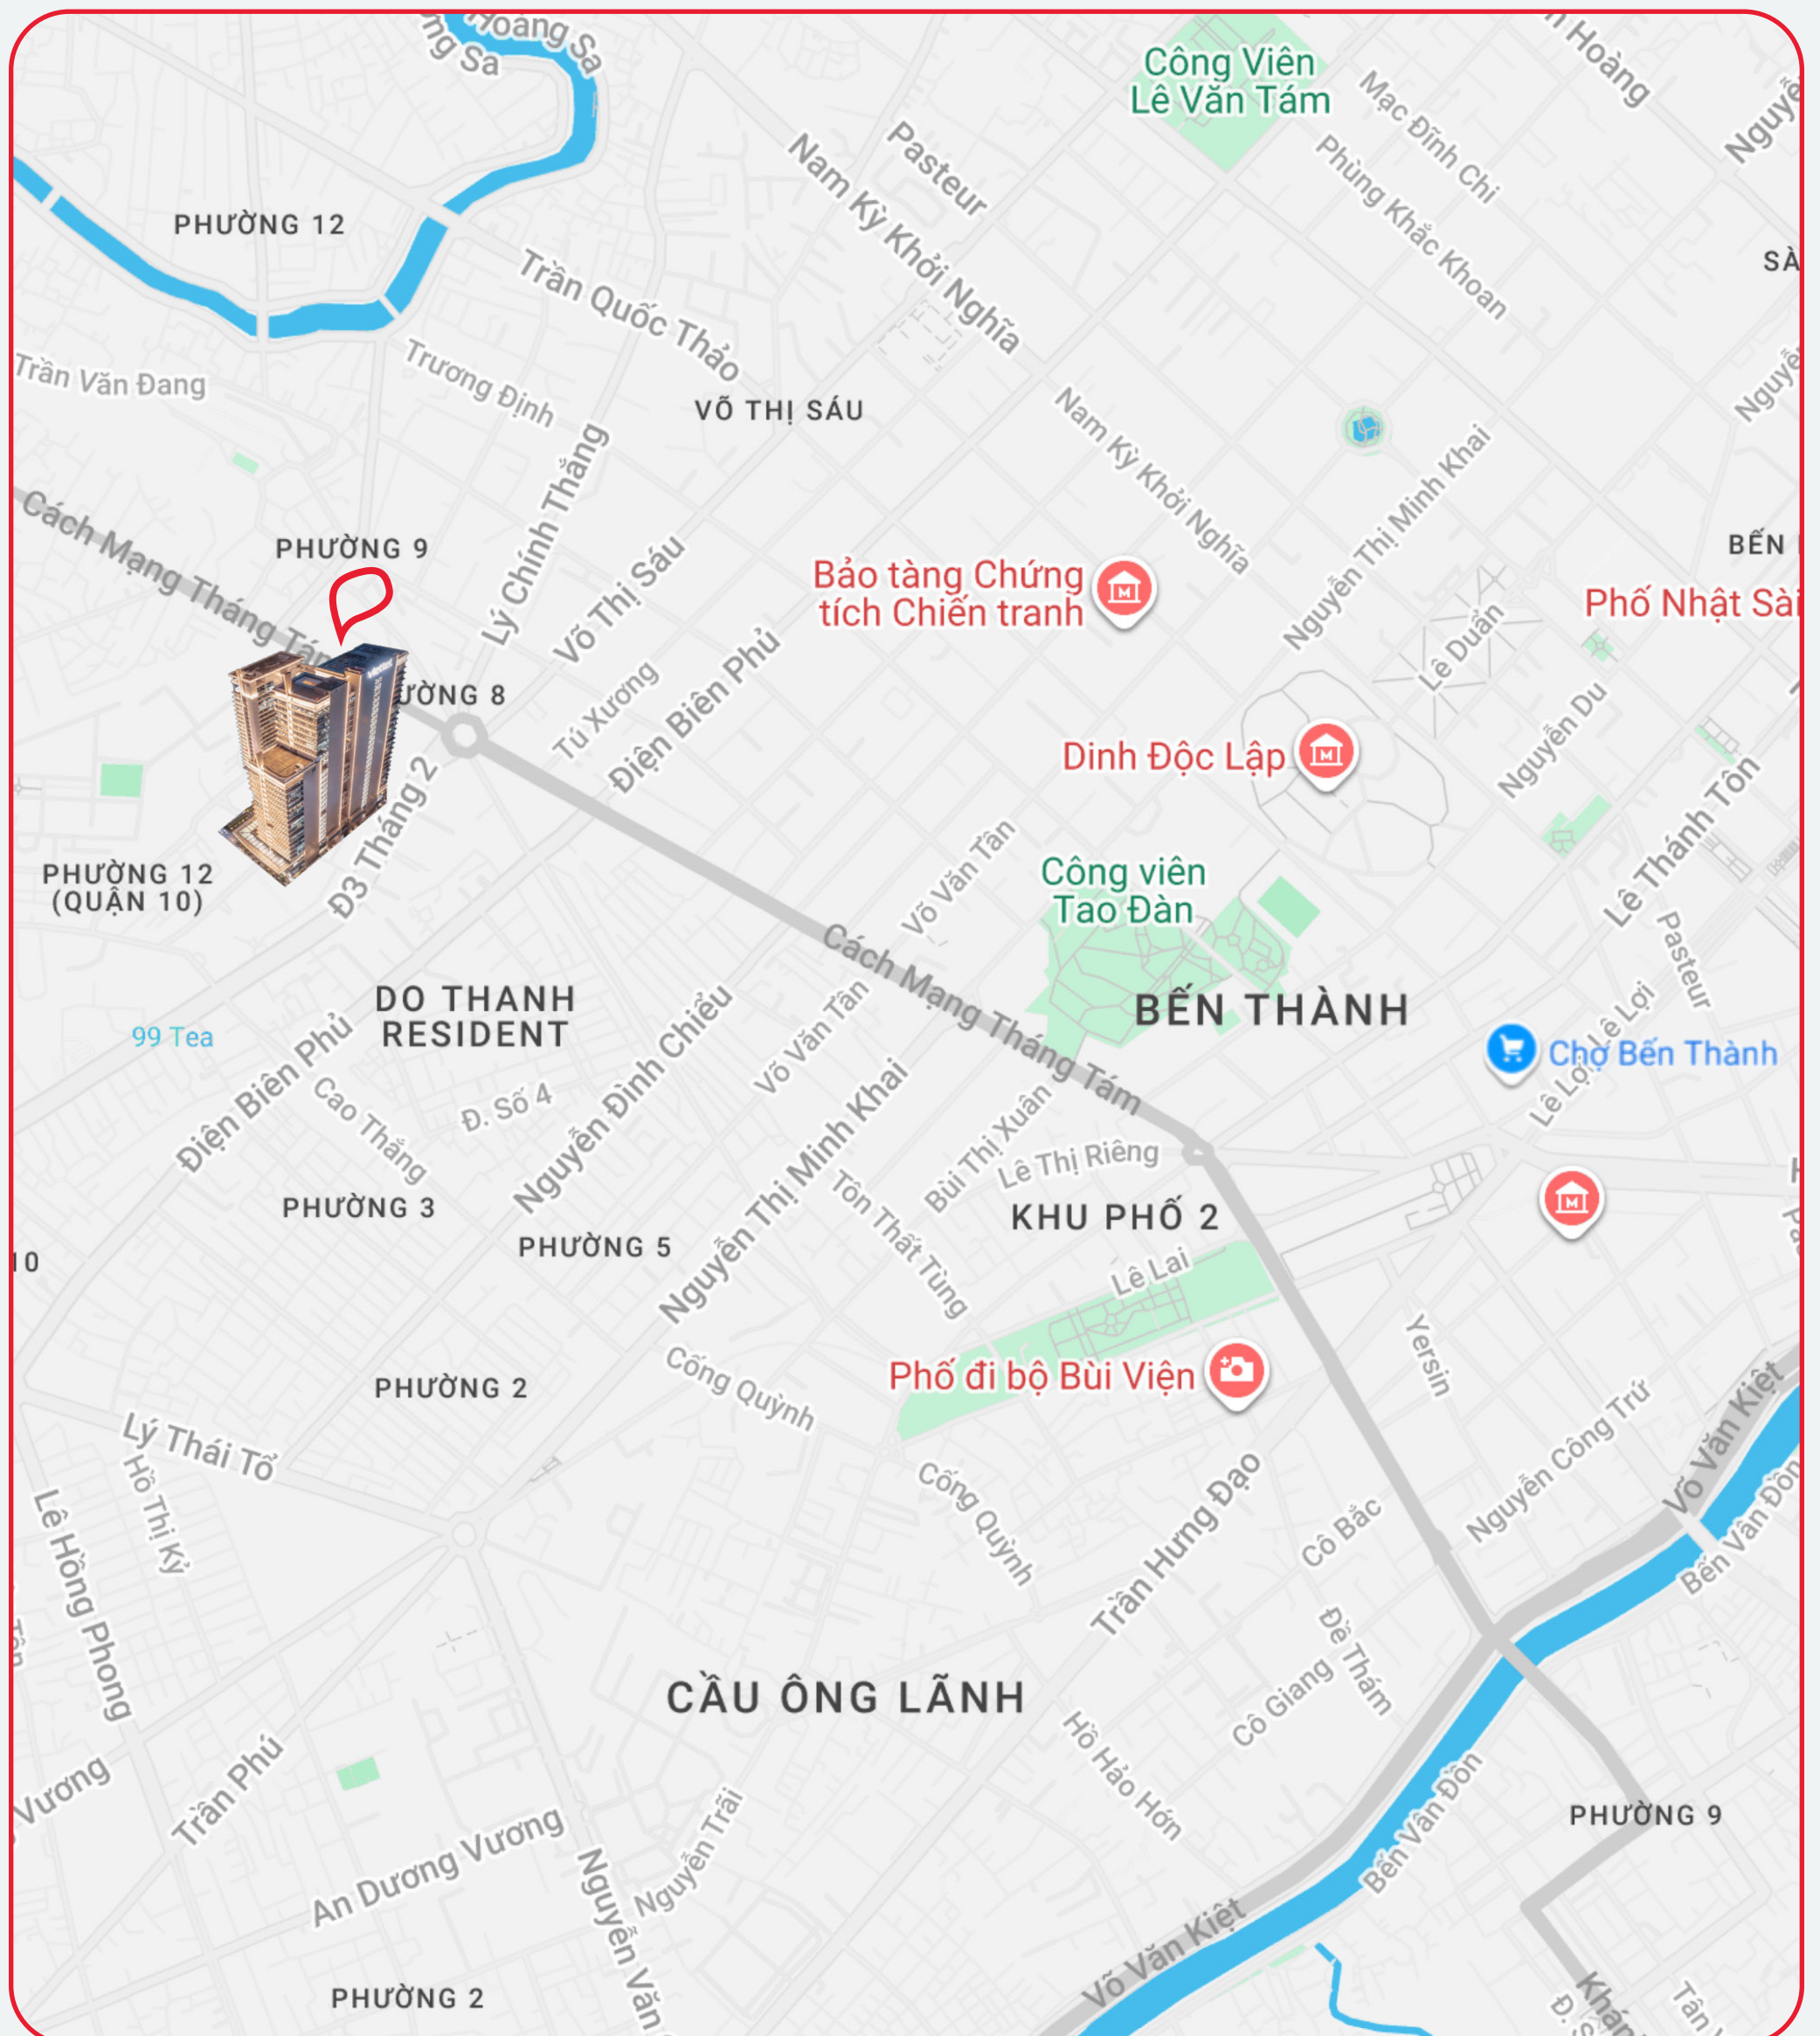 Hoàng Sa
ng Sa
Công Viên
Lê Văn Tám
Mạc Đĩnh Chi
Hoàng
Pasteur
Nam Kỳ Khởi Nghĩa
Phùng Khắc Khoan
PHƯỜNG 12
Trần Quốc Thảo
Trần Văn Đang
Trương Định
VÕ THỊ SÁU
Nam Kỳ Khởi Nghĩa
Nguyễn Thị Minh Khai
Cách Mạng Tháng Tám
PHƯỜNG 9
Lý Chính Thắng
Võ Thị Sáu
Bảo tàng Chứng
tích Chiến tranh
BẾN
Phố Nhật Sài
Lê Duẩn
ƯỜNG 8
Tú Xương
Điện Biên Phủ
Dinh Độc Lập
Nguyễn Du
Lê Thánh Tôn
Đ3 Tháng 2
PHƯỜNG 12
(QUẬN 10)
Võ Văn Tần
Công viên
Tao Đàn
Pasteur
Cách Mạng Tháng Tám
DO THANH
RESIDENT
BẾN THÀNH
99 Tea
Điện Biên Phủ
Cao Thắng
Đ. Số 4
Nguyễn Đình Chiểu
Võ Văn Tần
Chợ Bến Thành
Lê Lợi
Lê Lợi
Nguyễn Thị Minh Khai
Bùi Thị Xuân
Lê Thị Riêng
Tôn Thất Tùng
PHƯỜNG 3
KHU PHỐ 2
PHƯỜNG 5
10
Lê Lai
Phố đi bộ Bùi Viện
Yersin
Cống Quỳnh
PHƯỜNG 2
Lý Thái Tổ
Hồ Thị Kỷ
Lê Hồng Phong
Cống Quỳnh
Trần Hưng Đạo
Cô Bắc
Nguyễn Công Trứ
Võ Văn Kiệt
Bến Vân Đồn
Đề Thám
Cô Giang
CẦU ÔNG LÃNH
Hồ Hảo Hớn
Vương
Trần Phú
An Dương Vương
Nguyễn Trãi
Nguyễn Văn
Bến Vân Đồn
PHƯỜNG 9
Võ Văn Kiệt
PHƯỜNG 2
Khán
Tân